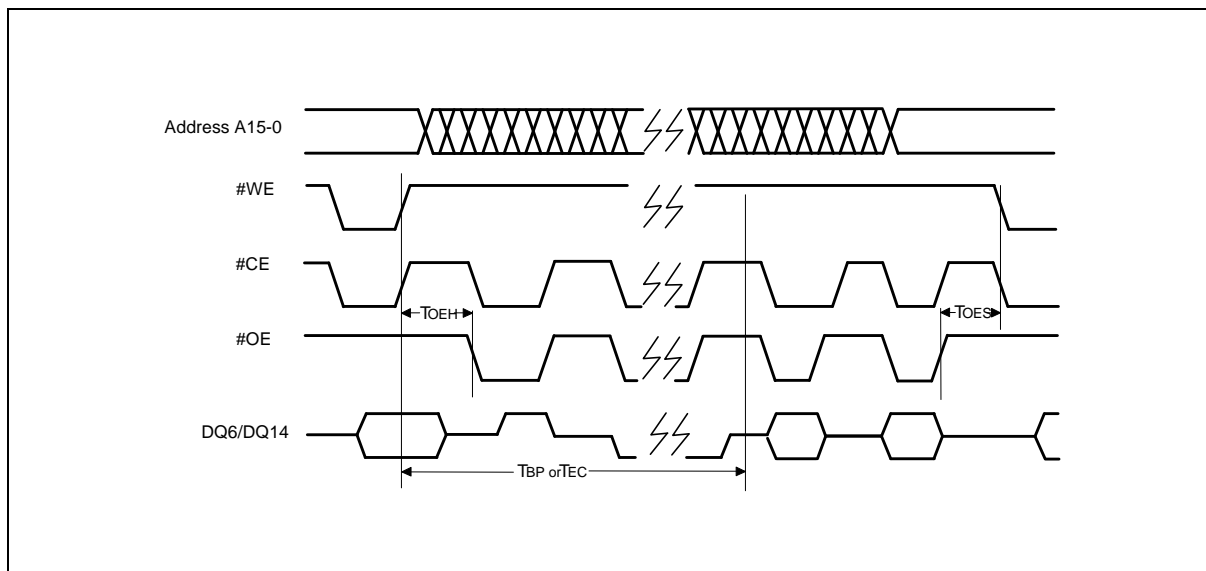 Address A15-0
#WE
#CE
TOEH
TOES
#OE
DQ6/DQ14
TBP orTEC